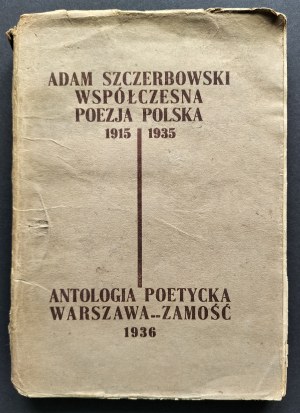 ADAM SZCZERBOWSKI
WSPÓŁCZESNA
POEZJA POLSKA
1915 1935
ANTOLOGIA POETYCKA
WARSZAWA--ZAMOŚĆ
1936